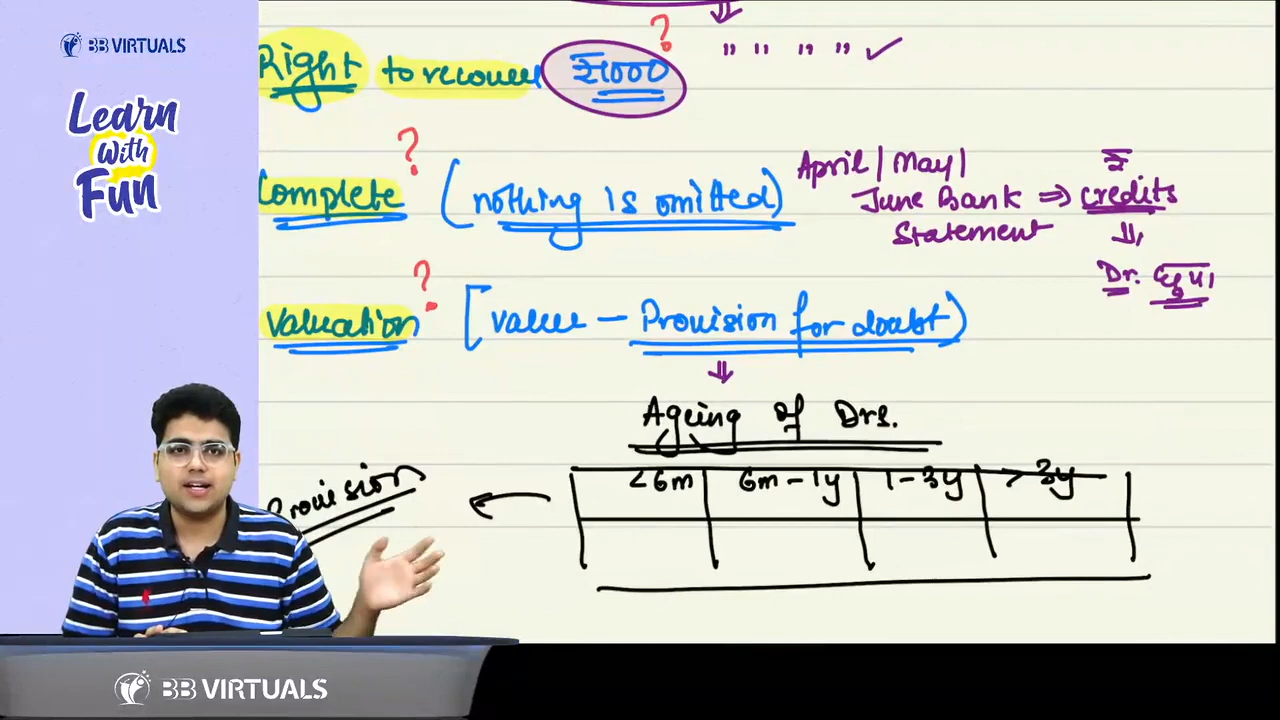 BB VIRTUALS
Learn
With
Fun
?
Right to recover ₹1000 " " " " ✓
?
Complete (nothing is omitted)
April/May/
June Bank ⇒ credits
Statement
₹
Dr.
?
Valuation [value – Provision for doubt)
Ageing of Drs.
<6m 6m – 1y 1 – 3y > 3y
Provision
BB VIRTUALS